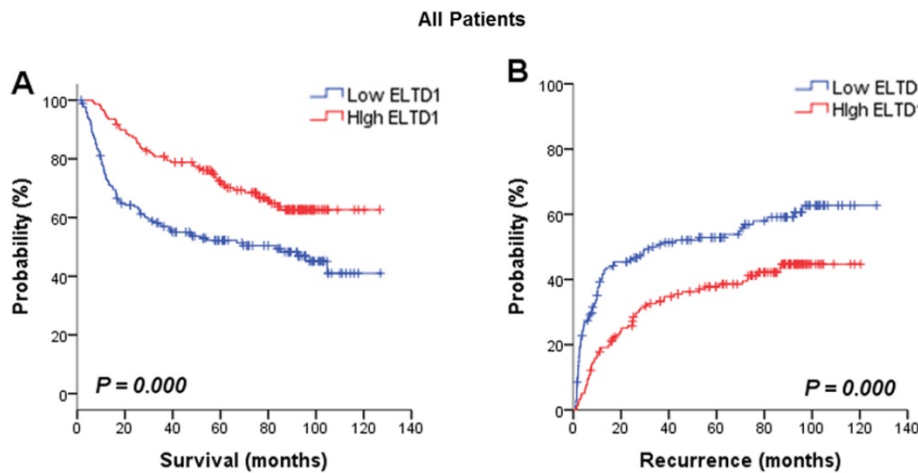 All Patients
A
B
Low ELTD1
HIgh ELTD1
Low ELTD
HIgh ELTD1
Probability (%)
100
80
60
40
20
0
P = 0.000
0 20 40 60 80 100 120 140
Survival (months)
Probability (%)
100
80
60
40
20
0
P = 0.000
0 20 40 60 80 100 120 140
Recurrence (months)